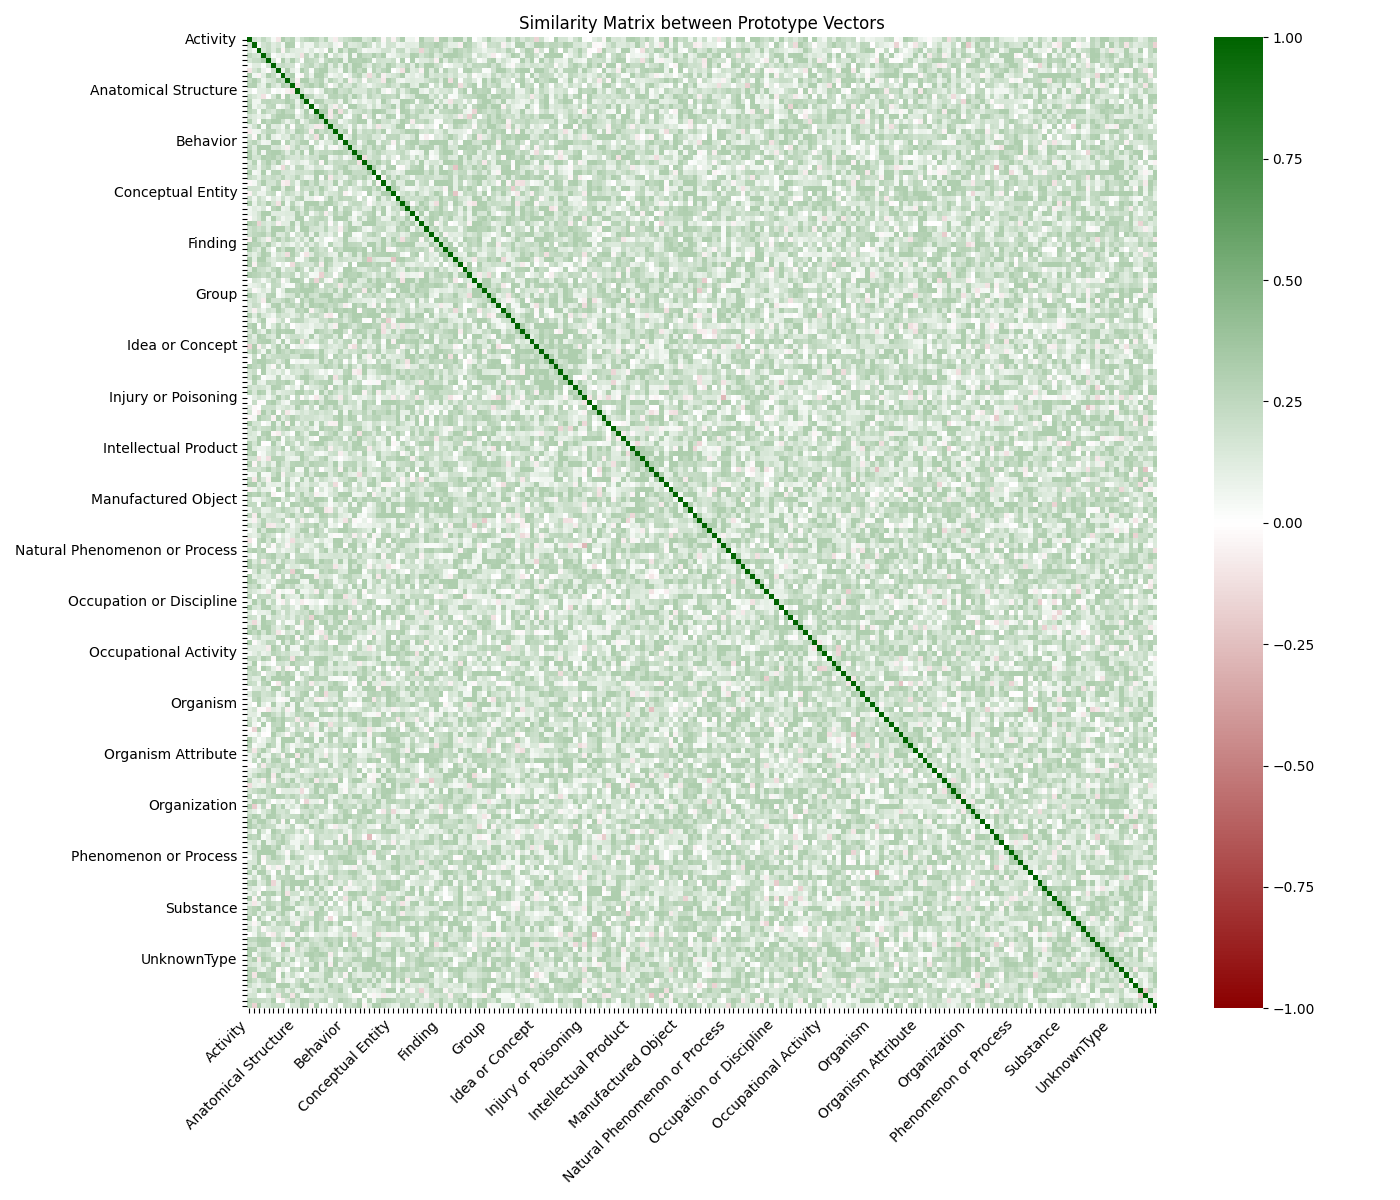 Similarity Matrix between Prototype Vectors
Activity
Anatomical Structure
Behavior
Conceptual Entity
Finding
Group
Idea or Concept
Injury or Poisoning
Intellectual Product
Manufactured Object
Natural Phenomenon or Process
Occupation or Discipline
Occupational Activity
Organism
Organism Attribute
Organization
Phenomenon or Process
Substance
UnknownType
Activity
Anatomical Structure
Behavior
Conceptual Entity
Finding
Group
Idea or Concept
Injury or Poisoning
Intellectual Product
Manufactured Object
Natural Phenomenon or Process
Occupation or Discipline
Occupational Activity
Organism
Organism Attribute
Organization
Phenomenon or Process
Substance
UnknownType
1.00
0.75
0.50
0.25
0.00
−0.25
−0.50
−0.75
−1.00